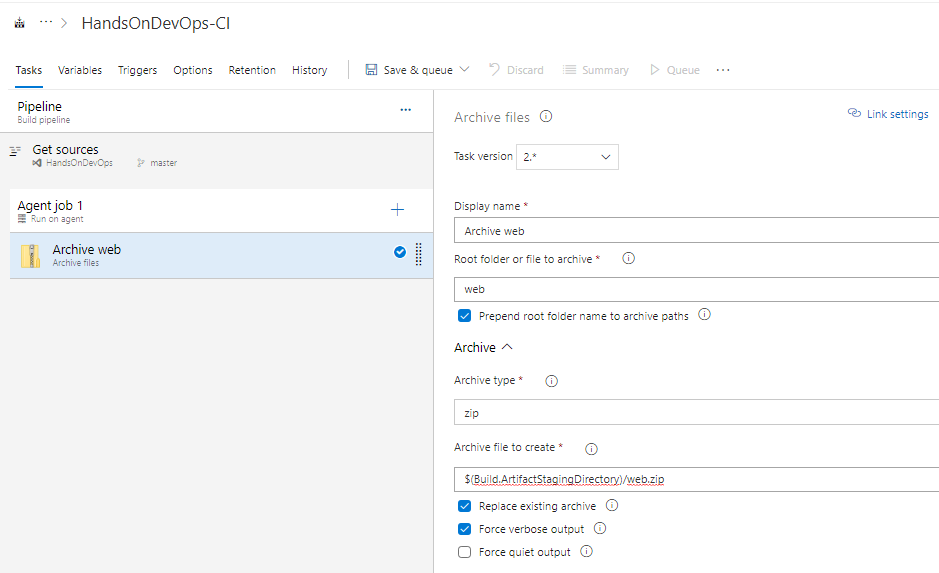 ··· > HandsOnDevOps-CI
Tasks Variables Triggers Options Retention History Save & queue Discard Summary Queue ···
Pipeline ···
Build pipeline
Get sources
HandsOnDevOps master
Agent job 1 +
Run on agent
Archive web
Archive files
Archive files
Link settings
Task version 2.*
Display name *
Archive web
Root folder or file to archive *
web
Prepend root folder name to archive paths
Archive
Archive type *
zip
Archive file to create *
$(Build.ArtifactStagingDirectory)/web.zip
Replace existing archive
Force verbose output
Force quiet output